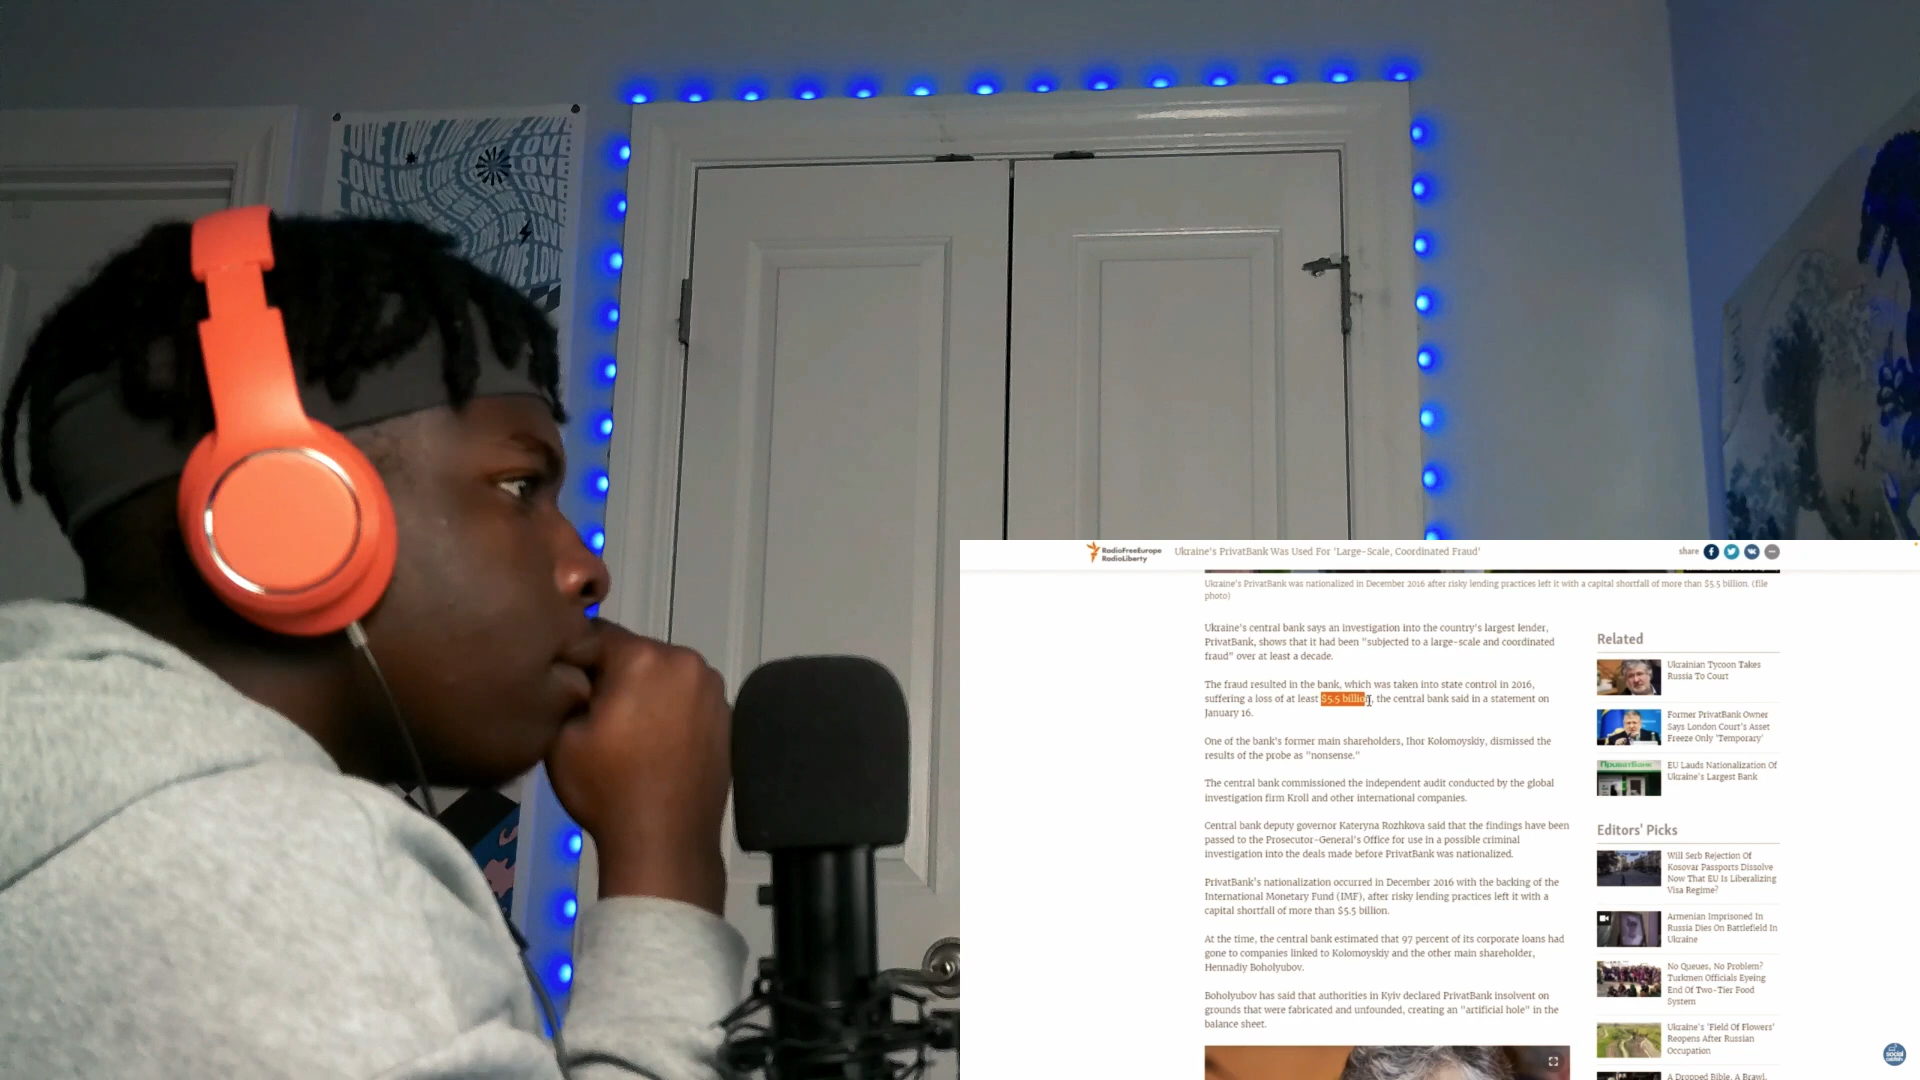 LOVE LOVE LOVE LOVE LOVE
RadioFreeEurope
RadioLiberty
Ukraine's PrivatBank Was Used For 'Large-Scale, Coordinated Fraud'
share
Ukraine's PrivatBank was nationalized in December 2016 after risky lending practices left it with a capital shortfall of more than $5.5 billion. (file
photo)
Ukraine's central bank says an investigation into the country's largest lender,
PrivatBank, shows that it had been "subjected to a large-scale and coordinated
fraud" over at least a decade.
The fraud resulted in the bank, which was taken into state control in 2016,
suffering a loss of at least $5.5 billion, the central bank said in a statement on
January 16.
One of the bank's former main shareholders, Ihor Kolomoyskiy, dismissed the
results of the probe as "nonsense."
The central bank commissioned the independent audit conducted by the global
investigation firm Kroll and other international companies.
Central bank deputy governor Kateryna Rozhkova said that the findings have been
passed to the Prosecutor-General's Office for use in a possible criminal
investigation into the deals made before PrivatBank was nationalized.
PrivatBank's nationalization occurred in December 2016 with the backing of the
International Monetary Fund (IMF), after risky lending practices left it with a
capital shortfall of more than $5.5 billion.
At the time, the central bank estimated that 97 percent of its corporate loans had
gone to companies linked to Kolomoyskiy and the other main shareholder,
Hennadiy Boholyubov.
Boholyubov has said that authorities in Kyiv declared PrivatBank insolvent on
grounds that were fabricated and unfounded, creating an "artificial hole" in the
balance sheet.
Related
Ukrainian Tycoon Takes
Russia To Court
Former PrivatBank Owner
Says London Court's Asset
Freeze Only 'Temporary'
ПриватБанк
EU Lauds Nationalization Of
Ukraine's Largest Bank
Editors' Picks
Will Serb Rejection Of
Kosovar Passports Dissolve
Now That EU Is Liberalizing
Visa Regime?
Armenian Imprisoned In
Russia Dies On Battlefield In
Ukraine
No Queues, No Problem?
Turkmen Officials Eyeing
End Of Two-Tier Food
System
Ukraine's 'Field Of Flowers'
Reopens After Russian
Occupation
A Dropped Bible, A Brawl,
social